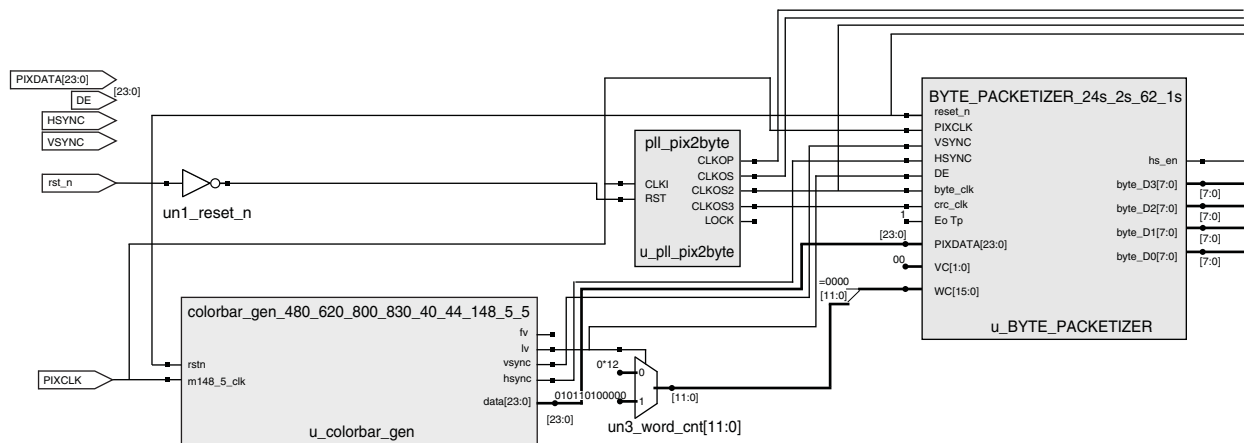 PIXDATA[23:0]
[23:0]
DE
HSYNC
VSYNC
rst_n
un1_reset_n
PIXCLK
colorbar_gen_480_620_800_830_40_44_148_5_5
rstn
m148_5_clk
fv
lv
vsync
hsync
data[23:0]
[23:0]
u_colorbar_gen
pll_pix2byte
CLKI
RST
CLKOP
CLKOS
CLKOS2
CLKOS3
LOCK
u_pll_pix2byte
0*12
0
010110100000
1
[11:0]
un3_word_cnt[11:0]
BYTE_PACKETIZER_24s_2s_62_1s
reset_n
PIXCLK
VSYNC
HSYNC
DE
byte_clk
crc_clk
1
Eo Tp
[23:0]
PIXDATA[23:0]
00
VC[1:0]
=0000
[11:0]
WC[15:0]
hs_en
byte_D3[7:0]
[7:0]
byte_D2[7:0]
[7:0]
byte_D1[7:0]
[7:0]
byte_D0[7:0]
[7:0]
u_BYTE_PACKETIZER